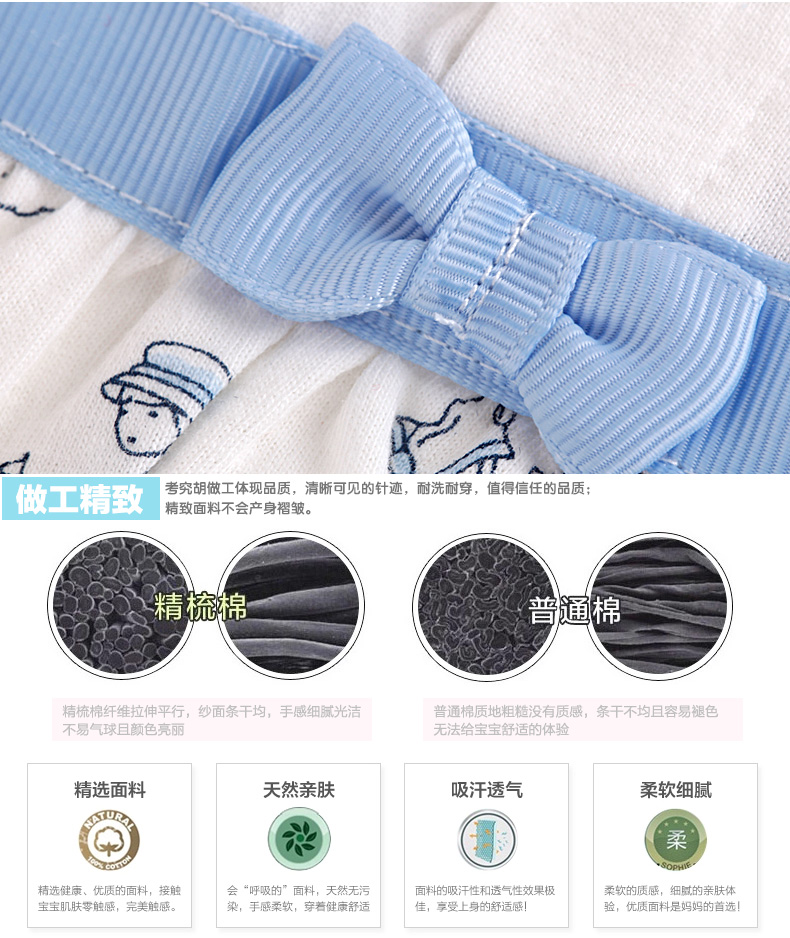 做工精致
考究胡做工体现品质，清晰可见的针迹，耐洗耐穿，值得信任的品质；
精致面料不会产身褶皱。
精梳棉
普通棉
精梳棉纤维拉伸平行，纱面条干均，手感细腻光洁
不易气球且颜色亮丽
普通棉质地粗糙没有质感，条干不均且容易褪色
无法给宝宝舒适的体验
精选面料
NATURAL
100% COTTON
精选健康、优质的面料，接触
宝宝肌肤零触感，完美触感。
天然亲肤
会“呼吸的”面料，天然无污
染，手感柔软，穿着健康舒适
吸汗透气
面料的吸汗性和透气性效果极
佳，享受上身的舒适感！
柔软细腻
柔
SOPHIE
柔软的质感，细腻的亲肤体
验，优质面料是妈妈的首选！